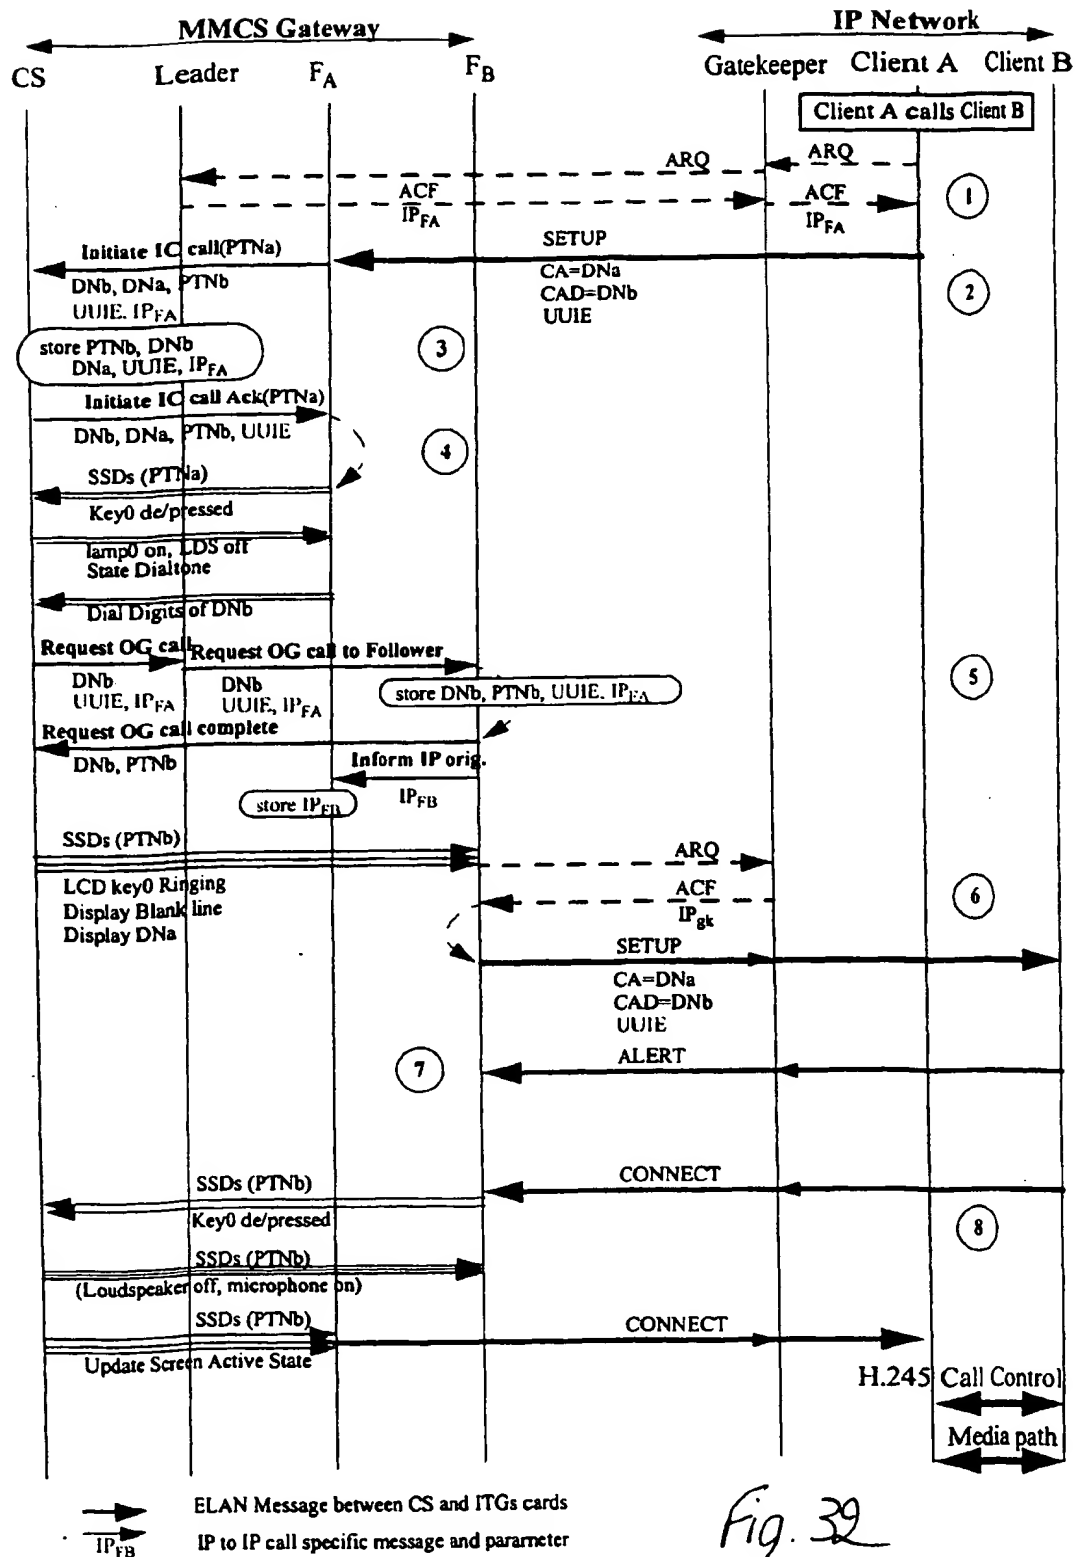 MMCS Gateway
IP Network
CS
Leader
FA
FB
Gatekeeper
Client A
Client B
Client A calls Client B
ARQ
ARQ
ACF
IPFA
ACF
IPFA
1
Initiate IC call(PTNa)
DNb, DNa, PTNb
UUIE. IPFA
SETUP
CA=DNa
CAD=DNb
UUIE
2
store PTNb, DNb
DNa, UUIE, IPFA
3
Initiate IC call Ack(PTNa)
DNb, DNa, PTNb, UUIE
4
SSDs (PTNa)
Key0 de/pressed
lamp0 on, LDS off
State Dialtone
Dial Digits of DNb
Request OG call
DNb
UUIE, IPFA
Request OG call to Follower
DNb
UUIE, IPFA
store DNb, PTNb, UUIE. IPFA
5
Request OG call complete
DNb, PTNb
Inform IP orig.
IPFB
store IPFB
SSDs (PTNb)
LCD key0 Ringing
Display Blank line
Display DNa
ARQ
ACF
IPgk
6
SETUP
CA=DNa
CAD=DNb
UUIE
7
ALERT
CONNECT
SSDs (PTNb)
Key0 de/pressed
8
SSDs (PTNb)
(Loudspeaker off, microphone on)
SSDs (PTNb)
Update Screen Active State
CONNECT
H.245 Call Control
Media path
ELAN Message between CS and ITGs cards
IPFB
IP to IP call specific message and parameter
Fig. 32